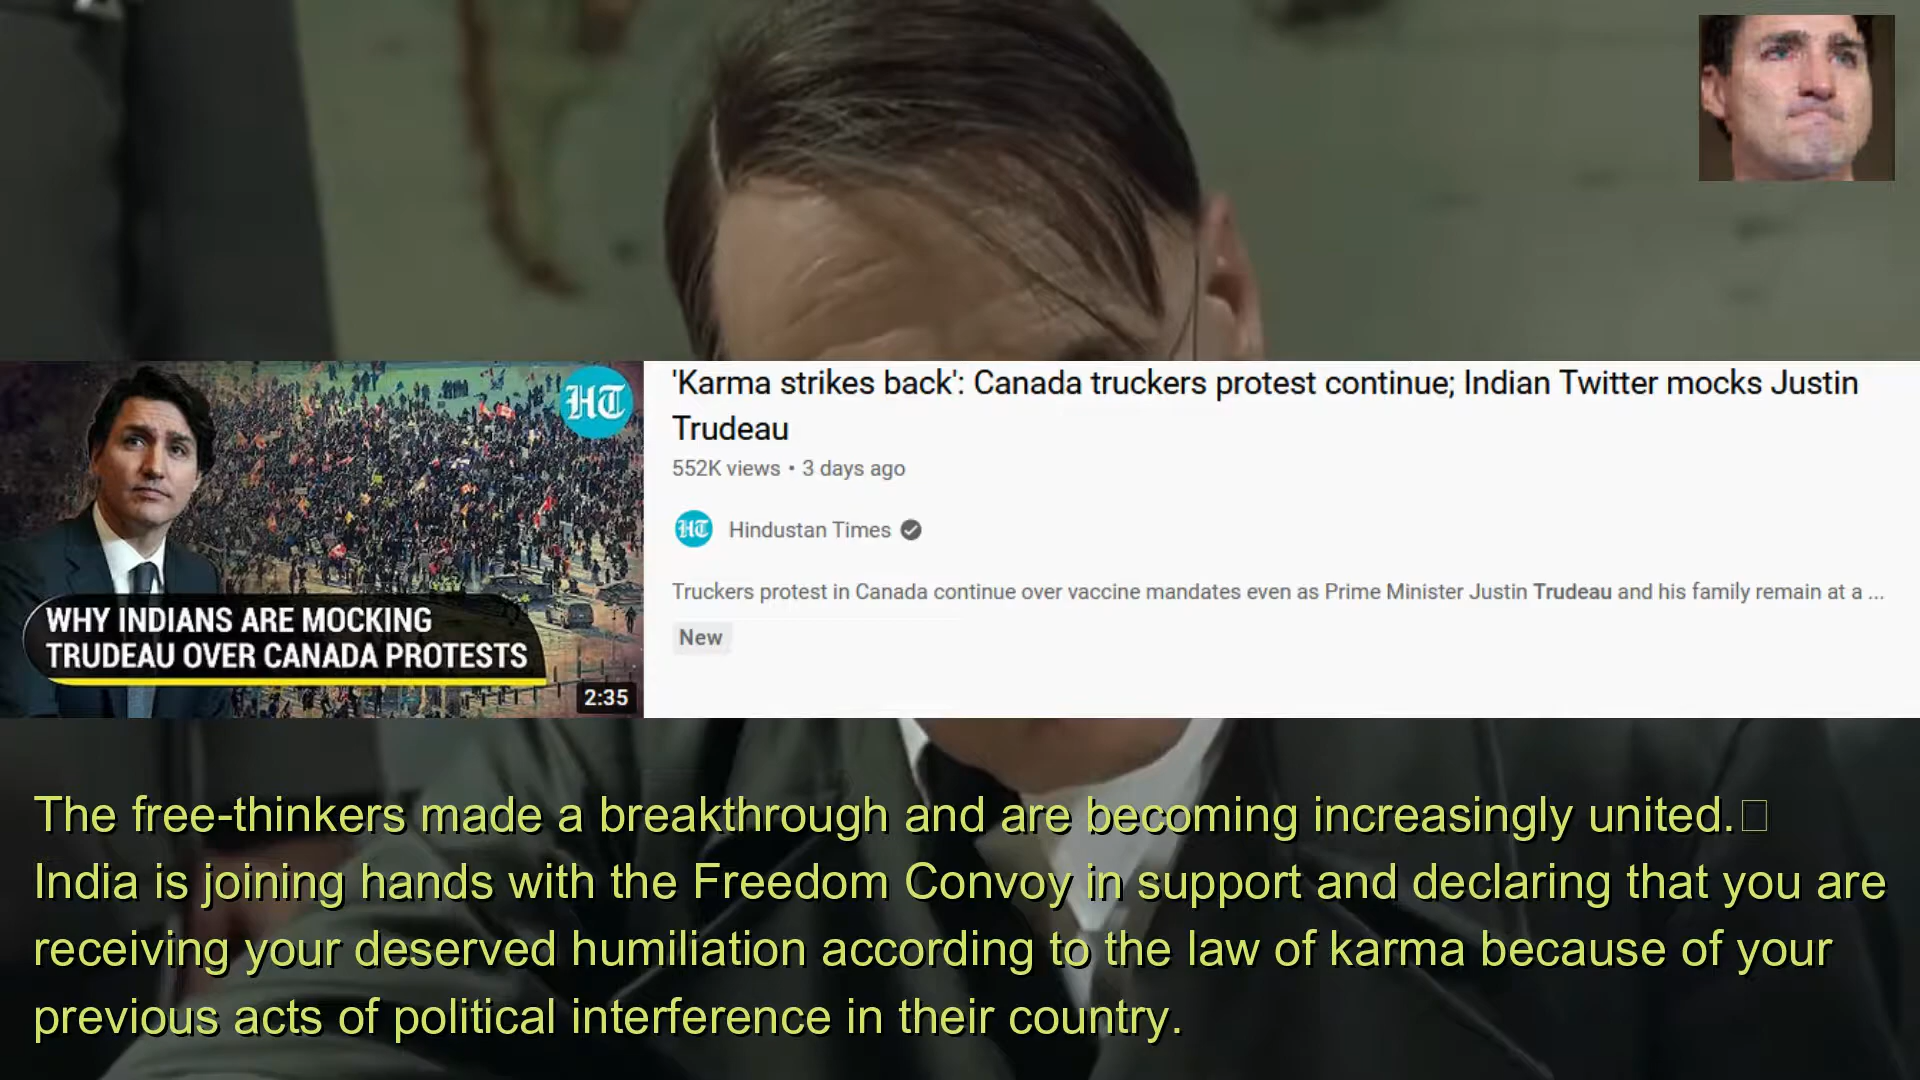 HT
'Karma strikes back': Canada truckers protest continue; Indian Twitter mocks Justin
Trudeau
552K views • 3 days ago
HT Hindustan Times
Truckers protest in Canada continue over vaccine mandates even as Prime Minister Justin Trudeau and his family remain at a ...
New
WHY INDIANS ARE MOCKING
TRUDEAU OVER CANADA PROTESTS
2:35
The free-thinkers made a breakthrough and are becoming increasingly united.
India is joining hands with the Freedom Convoy in support and declaring that you are
receiving your deserved humiliation according to the law of karma because of your
previous acts of political interference in their country.